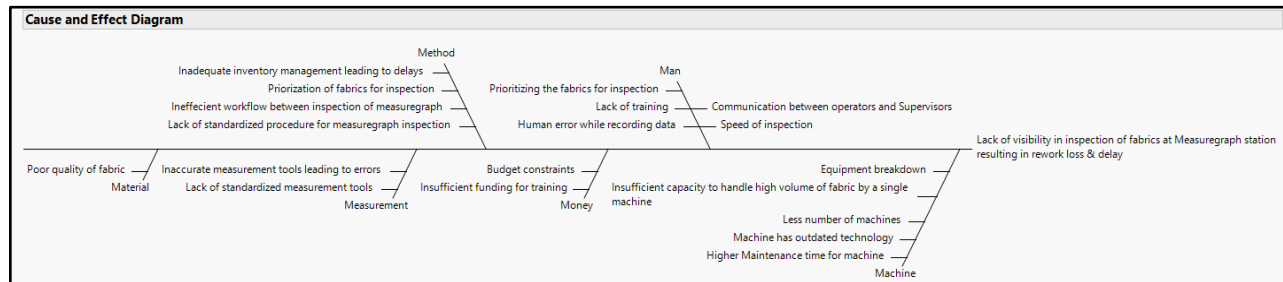 Cause and Effect Diagram
Method
Inadequate inventory management leading to delays
Priorization of fabrics for inspection
Ineffecient workflow between inspection of measuregraph
Lack of standardized procedure for measuregraph inspection
Man
Prioritizing the fabrics for inspection
Lack of training
Communication between operators and Supervisors
Human error while recording data
Speed of inspection
Lack of visibility in inspection of fabrics at Measuregraph station
resulting in rework loss & delay
Poor quality of fabric
Material
Inaccurate measurement tools leading to errors
Lack of standardized measurement tools
Measurement
Budget constraints
Insufficient funding for training
Money
Equipment breakdown
Insufficient capacity to handle high volume of fabric by a single
machine
Less number of machines
Machine has outdated technology
Higher Maintenance time for machine
Machine